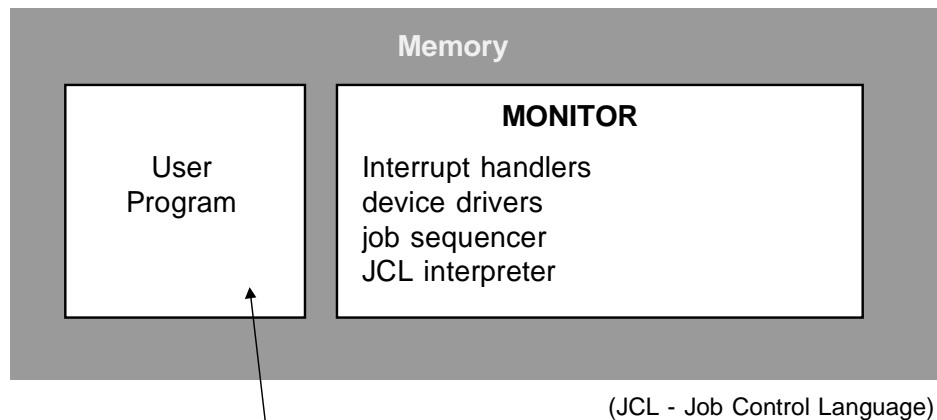 Memory
User
Program
MONITOR
Interrupt handlers
device drivers
job sequencer
JCL interpreter
(JCL - Job Control Language)